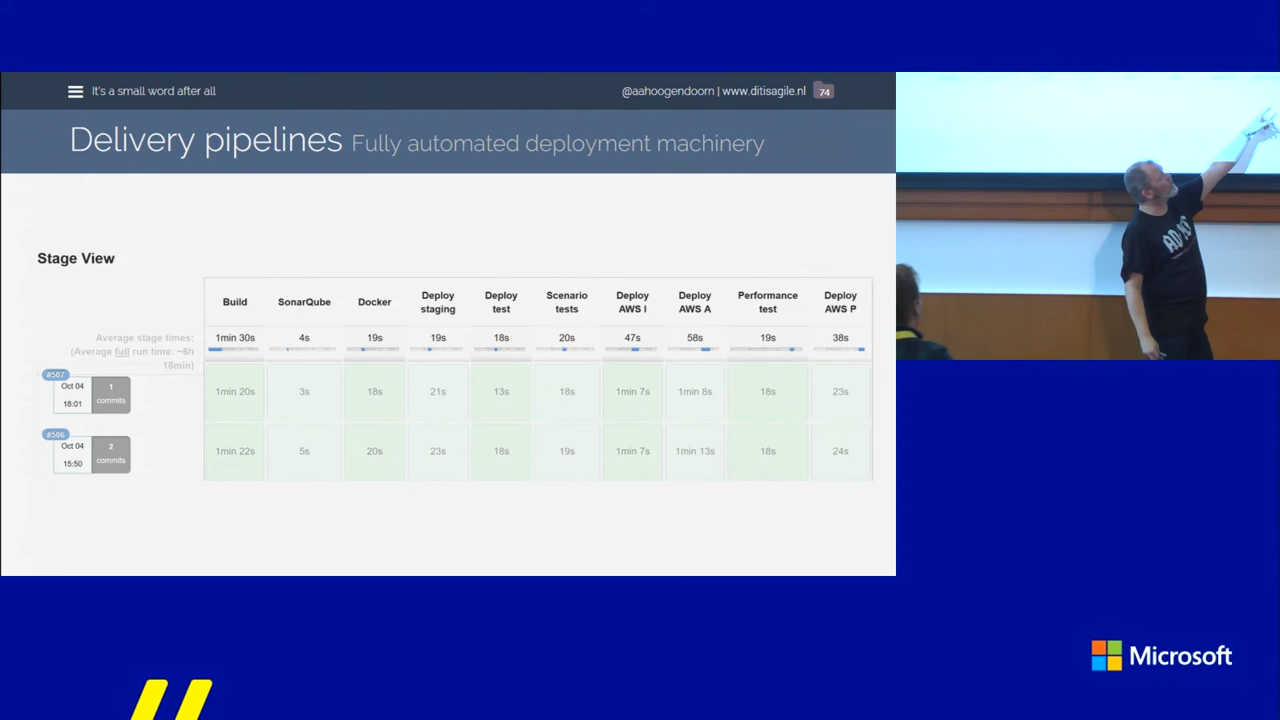 It's a small word after all
@aahoogendoorn | www.ditisagile.nl 74
Delivery pipelines Fully automated deployment machinery
Stage View
Build SonarQube Docker Deploy staging Deploy test Scenario tests Deploy AWS I Deploy AWS A Performance test Deploy AWS P
Average stage times: 1min 30s 4s 19s 19s 18s 20s 47s 58s 19s 38s
(Average full run time: ~6h
18min)
#507
Oct 04 18:01 1 commits 1min 20s 3s 18s 21s 13s 18s 1min 7s 1min 8s 18s 23s
#506
Oct 04 15:50 2 commits 1min 22s 5s 20s 23s 18s 19s 1min 7s 1min 13s 18s 24s
Microsoft